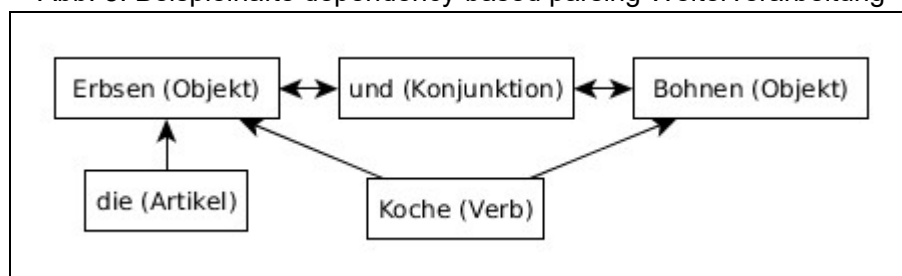 Erbsen (Objekt) und (Konjunktion) Bohnen (Objekt)
die (Artikel) Koche (Verb)